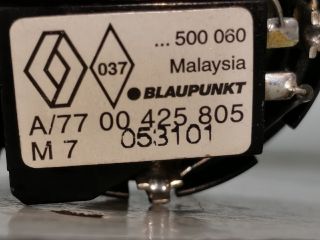 ... 500 060
037
Malaysia
BLAUPUNKT
A/77 00 425 805
M 7 053101